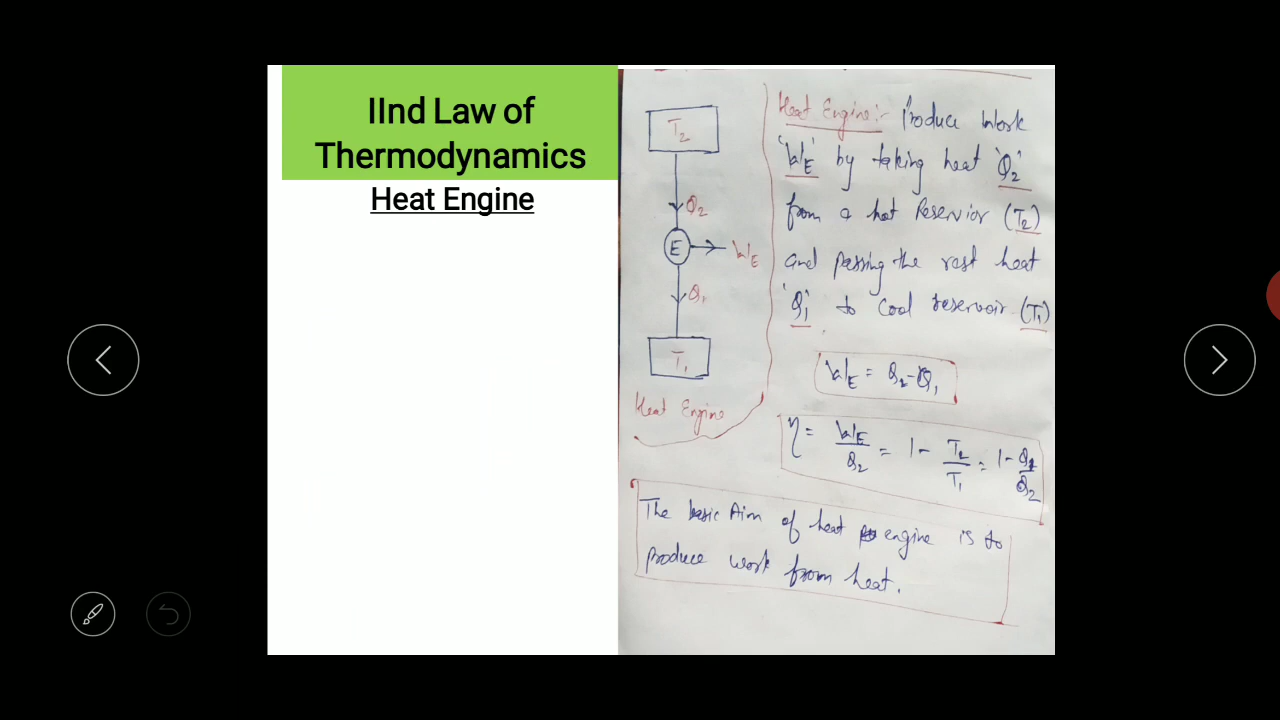 IInd Law of
Thermodynamics
Heat Engine
T2
Q2
E
WE
Q1
T1
Heat Engine
Heat Engine:- Produce Work
'WE' by taking heat 'Q2'
from a hot Reservior (T2)
and passing the rest heat
'Q1' to cool reservoir (T1)
WE = Q2-Q1
η = WE/Q2 = 1 - T2/T1 = 1 - Q1/Q2
The basic Aim of heat engine is to
produce work from heat.